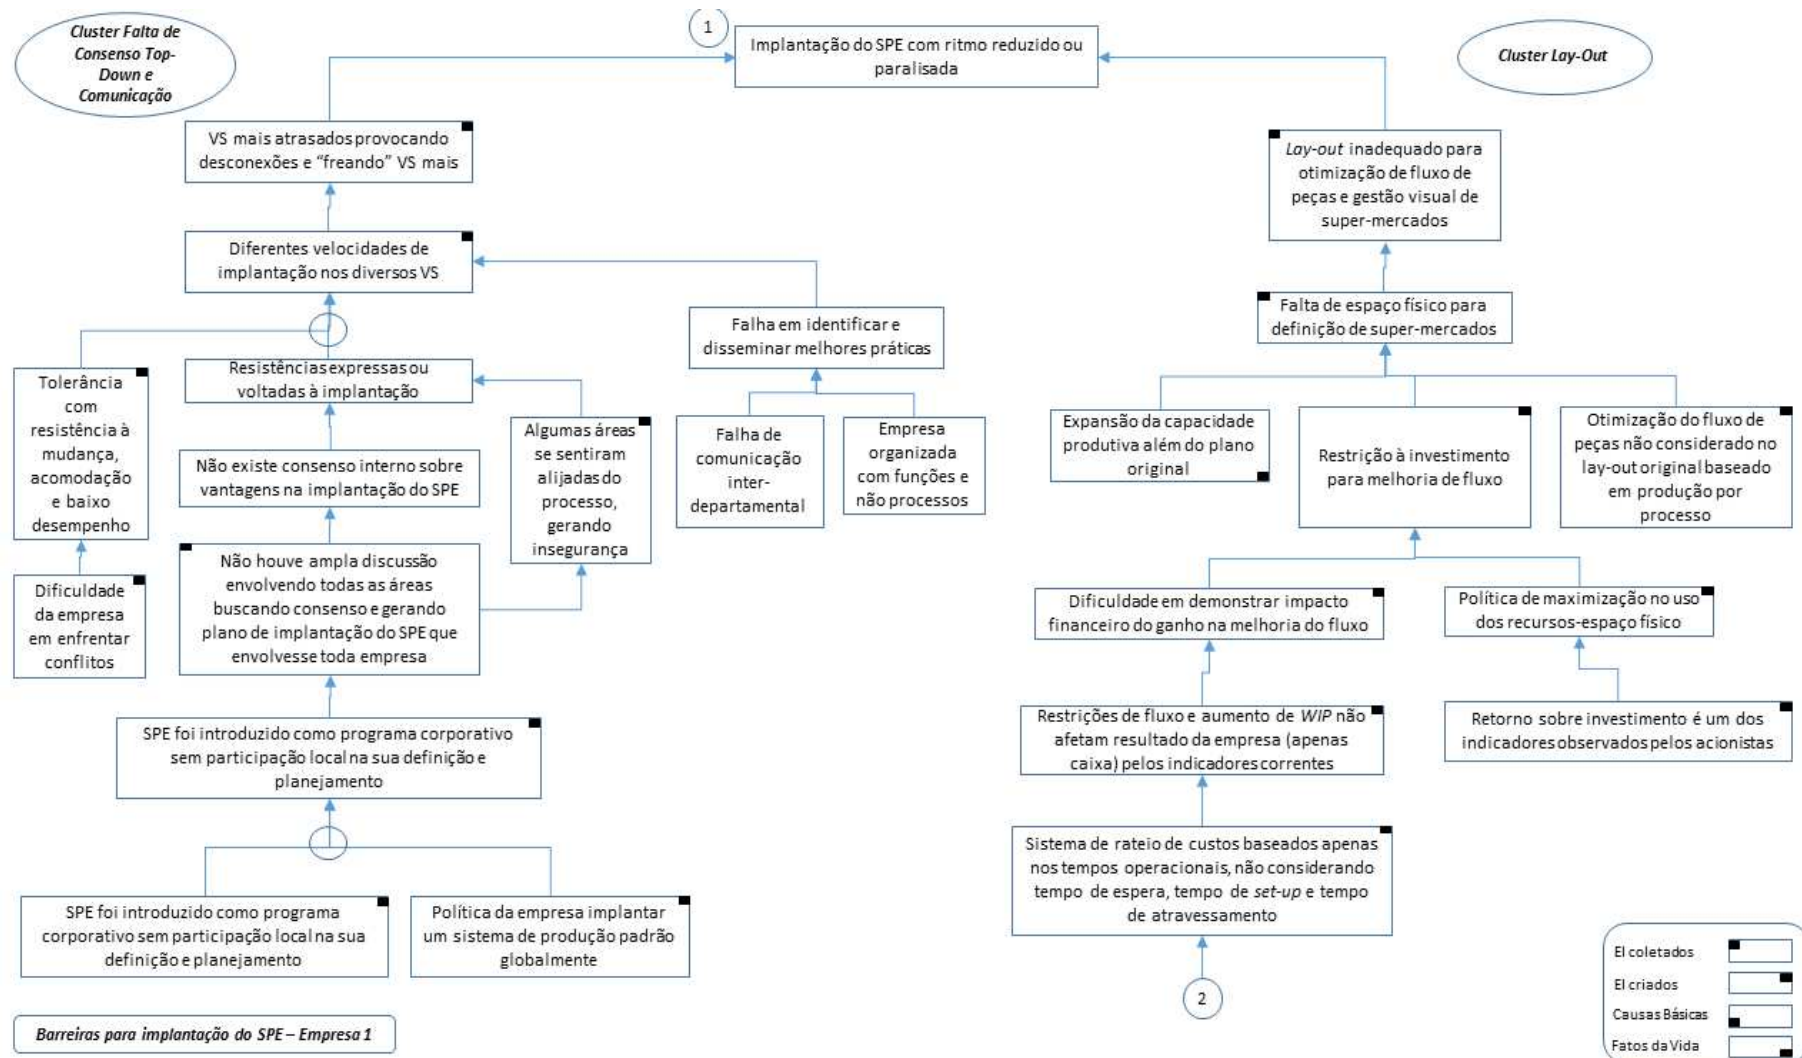 Cluster Falta de
Consenso Top-
Down e
Comunicação
1
Implantação do SPE com ritmo reduzido ou
paralisada
Cluster Lay-Out
VS mais atrasados provocando
desconexões e “freando” VS mais
Lay-out inadequado para
otimização de fluxo de
peças e gestão visual de
super-mercados
Diferentes velocidades de
implantação nos diversos VS
Falha em identificar e
disseminar melhores práticas
Falta de espaço físico para
definição de super-mercados
Tolerância
com
resistência à
mudança,
acomodação
e baixo
desempenho
Resistências expressas ou
voltadas à implantação
Algumas áreas
se sentiram
alijadas do
processo,
gerando
insegurança
Falha de
comunicação
inter-
departamental
Empresa
organizada
com funções e
não processos
Expansão da capacidade
produtiva além do plano
original
Restrição à investimento
para melhoria de fluxo
Otimização do fluxo de
peças não considerado no
lay-out original baseado
em produção por
processo
Não existe consenso interno sobre
vantagens na implantação do SPE
Dificuldade
da empresa
em enfrentar
conflitos
Não houve ampla discussão
envolvendo todas as áreas
buscando consenso e gerando
plano de implantação do SPE que
envolvesse toda empresa
Dificuldade em demonstrar impacto
financeiro do ganho na melhoria do fluxo
Política de maximização no uso
dos recursos-espaço físico
SPE foi introduzido como programa corporativo
sem participação local na sua definição e
planejamento
Restrições de fluxo e aumento de WIP não
afetam resultado da empresa (apenas
caixa) pelos indicadores correntes
Retorno sobre investimento é um dos
indicadores observados pelos acionistas
Sistema de rateio de custos baseados apenas
nos tempos operacionais, não considerando
tempo de espera, tempo de set-up e tempo
de atravessamento
SPE foi introduzido como programa
corporativo sem participação local na sua
definição e planejamento
Política da empresa implantar
um sistema de produção padrão
globalmente
2
EI coletados
EI criados
Causas Básicas
Fatos da Vida
Barreiras para implantação do SPE – Empresa 1